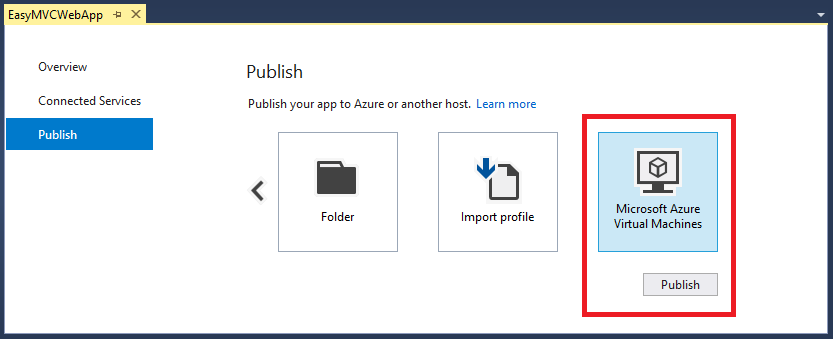 EasyMVCWebApp
Overview
Connected Services
Publish
Publish
Publish your app to Azure or another host. Learn more
Folder
Import profile
Microsoft Azure
Virtual Machines
Publish